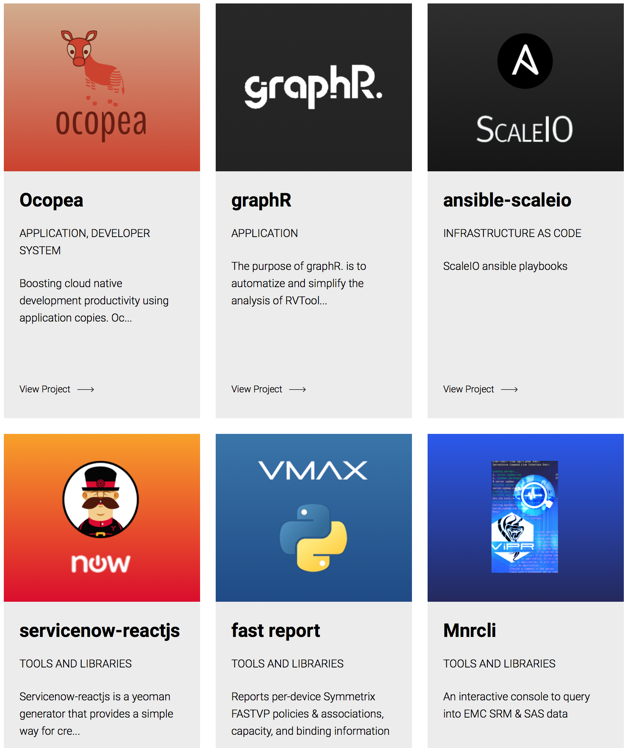 ocopea
graphR.
SCALEIO
Ocopea
APPLICATION, DEVELOPER
SYSTEM
Boosting cloud native
development productivity using
application copies. Oc...
View Project
graphR
APPLICATION
The purpose of graphR. is to
automatize and simplify the
analysis of RVTool...
View Project
ansible-scaleio
INFRASTRUCTURE AS CODE
ScaleIO ansible playbooks
View Project
now
VMAX
ViPR
servicenow-reactjs
TOOLS AND LIBRARIES
Servicenow-reactjs is a yeoman
generator that provides a simple
way for cre...
fast report
TOOLS AND LIBRARIES
Reports per-device Symmetrix
FASTVP policies & associations,
capacity, and binding information
Mnrcli
TOOLS AND LIBRARIES
An interactive console to query
into EMC SRM & SAS data